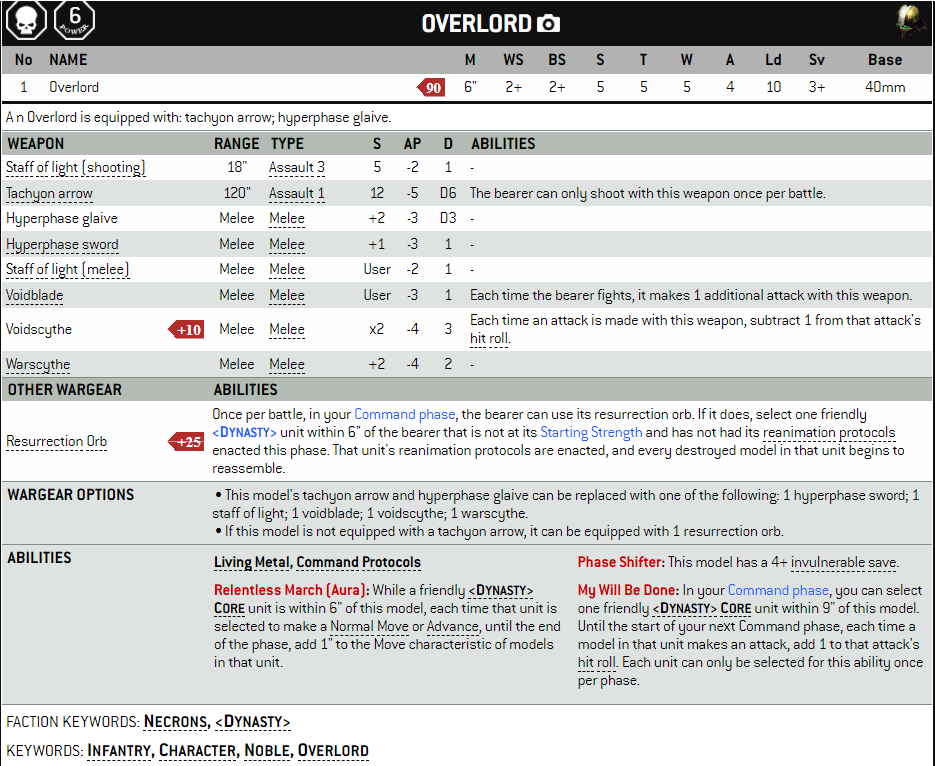 6
POWER
OVERLORD
No NAME M WS BS S T W A Ld Sv Base
1 Overlord 90 6" 2+ 2+ 5 5 5 4 10 3+ 40mm
A n Overlord is equipped with: tachyon arrow; hyperphase glaive.
WEAPON RANGE TYPE S AP D ABILITIES
Staff of light (shooting) 18" Assault 3 5 -2 1 -
Tachyon arrow 120" Assault 1 12 -5 D6 The bearer can only shoot with this weapon once per battle.
Hyperphase glaive Melee Melee +2 -3 D3 -
Hyperphase sword Melee Melee +1 -3 1 -
Staff of light (melee) Melee Melee User -2 1 -
Voidblade Melee Melee User -3 1 Each time the bearer fights, it makes 1 additional attack with this weapon.
Voidscythe +10 Melee Melee x2 -4 3 Each time an attack is made with this weapon, subtract 1 from that attack's
hit roll.
Warscythe Melee Melee +2 -4 2 -
OTHER WARGEAR ABILITIES
Resurrection Orb +25
Once per battle, in your Command phase, the bearer can use its resurrection orb. If it does, select one friendly
<DYNASTY> unit within 6" of the bearer that is not at its Starting Strength and has not had its reanimation protocols
enacted this phase. That unit's reanimation protocols are enacted, and every destroyed model in that unit begins to
reassemble.
WARGEAR OPTIONS
• This model's tachyon arrow and hyperphase glaive can be replaced with one of the following: 1 hyperphase sword; 1
staff of light; 1 voidblade; 1 voidscythe; 1 warscythe.
• If this model is not equipped with a tachyon arrow, it can be equipped with 1 resurrection orb.
ABILITIES
Living Metal, Command Protocols
Relentless March (Aura): While a friendly <DYNASTY>
CORE unit is within 6" of this model, each time that unit is
selected to make a Normal Move or Advance, until the end
of the phase, add 1" to the Move characteristic of models
in that unit.
Phase Shifter: This model has a 4+ invulnerable save.
My Will Be Done: In your Command phase, you can select
one friendly <DYNASTY> CORE unit within 9" of this model.
Until the start of your next Command phase, each time a
model in that unit makes an attack, add 1 to that attack's
hit roll. Each unit can only be selected for this ability once
per phase.
FACTION KEYWORDS: NECRONS, <DYNASTY>
KEYWORDS: INFANTRY, CHARACTER, NOBLE, OVERLORD